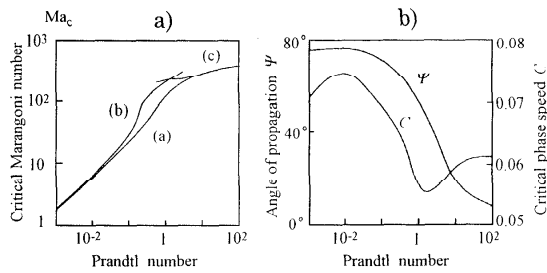 Ma_c
a)
b)
Critical Marangoni number
10^3
10^2
10
1
(a)
(b)
(c)
10^-2
1
10^2
Prandtl number
Angle of propagation Ψ
80°
40°
0°
Ψ
C
10^-2
1
10^2
Prandtl number
0.08
0.07
0.06
0.05
Critical phase speed C